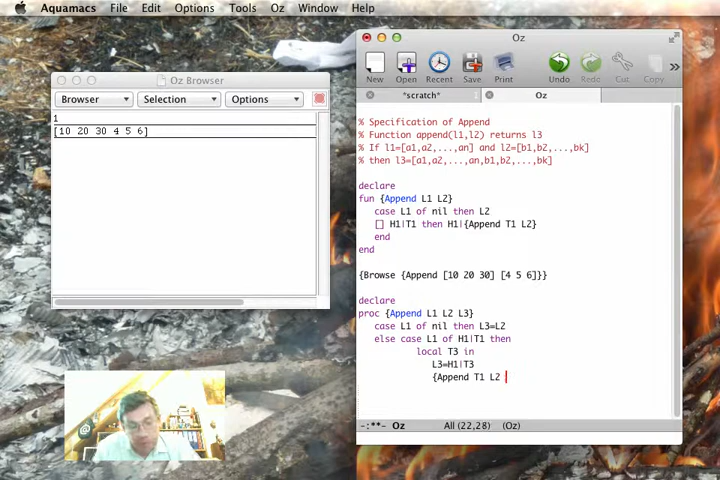 Aquamacs File Edit Options Tools Oz Window Help
Oz Browser
Browser Selection Options
1
[10 20 30 4 5 6]
Oz
New Open Recent Save Print Undo Redo Cut Copy
*scratch* Oz
% Specification of Append
% Function append(l1,l2) returns l3
% If l1=[a1,a2,...,an] and l2=[b1,b2,...,bk]
% then l3=[a1,a2,...,an,b1,b2,...,bk]
declare
fun {Append L1 L2}
case L1 of nil then L2
[] H1|T1 then H1|{Append T1 L2}
end
end
{Browse {Append [10 20 30] [4 5 6]}}
declare
proc {Append L1 L2 L3}
case L1 of nil then L3=L2
else case L1 of H1|T1 then
local T3 in
L3=H1|T3
{Append T1 L2
-:**- Oz All (22,28) (Oz)